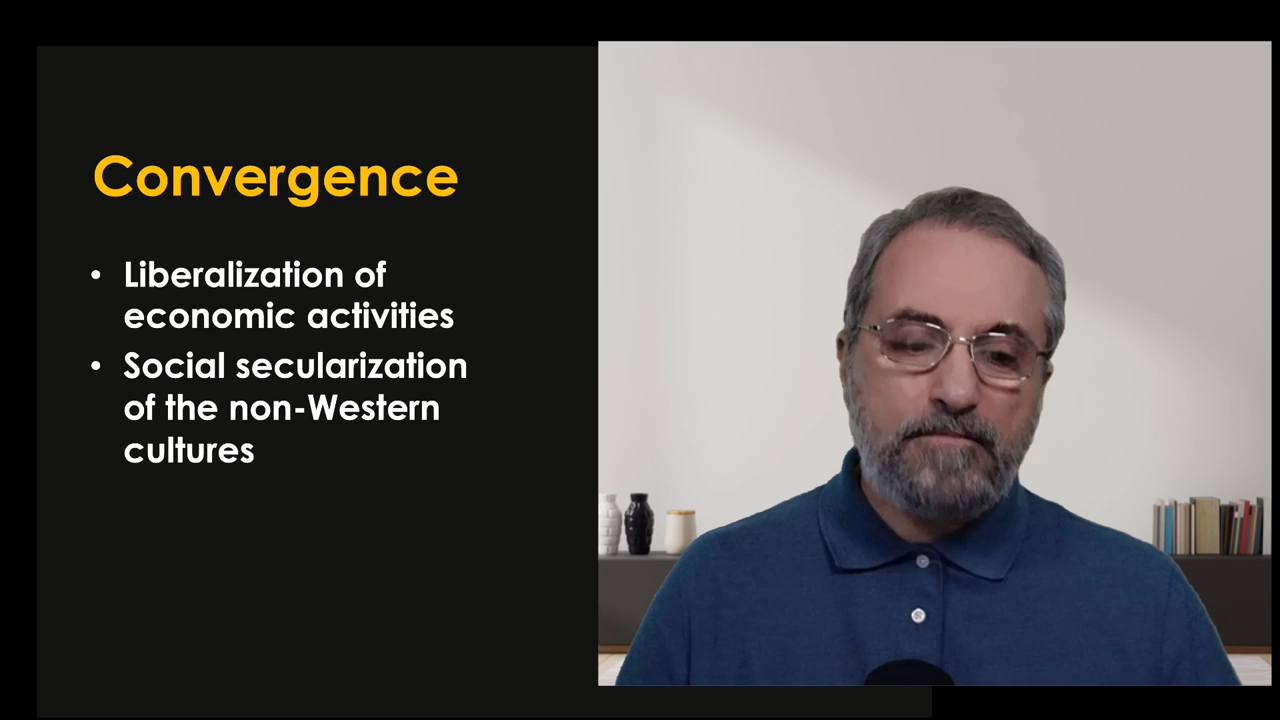 Convergence
• Liberalization of
economic activities
• Social secularization
of the non-Western
cultures